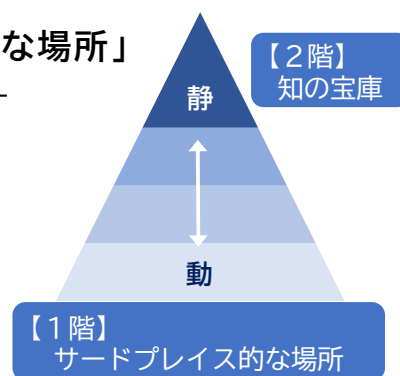 な場所」
【２階】
知の宝庫
静
動
【１階】
サードプレイス的な場所